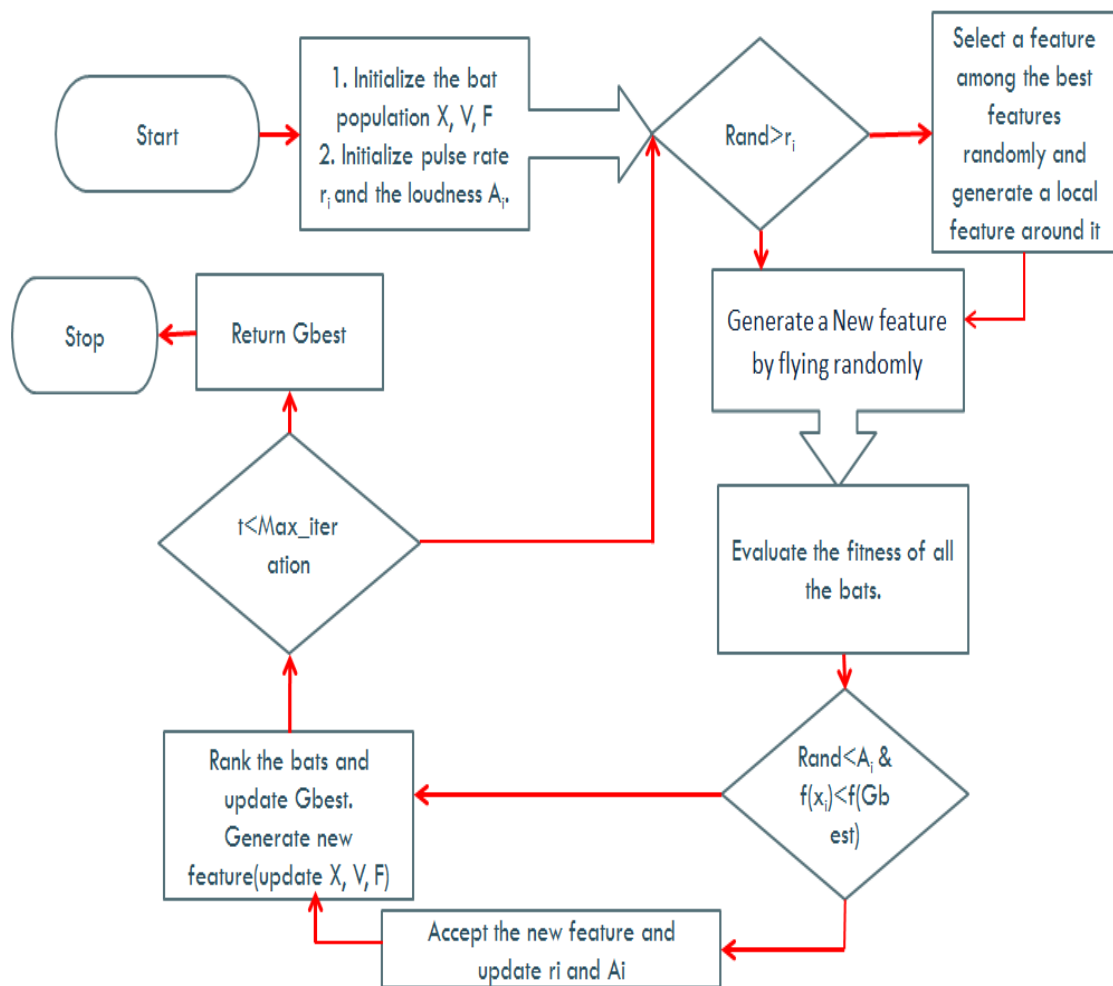 Start
1. Initialize the bat
population X, V, F
2. Initialize pulse rate
rᵢ and the loudness Aᵢ.
Rand>rᵢ
Select a feature
among the best
features
randomly and
generate a local
feature around it
Generate a New feature
by flying randomly
Evaluate the fitness of all
the bats.
Rand<Aᵢ &
f(xᵢ)<f(Gb
est)
Accept the new feature and
update ri and Ai
Rank the bats and
update Gbest.
Generate new
feature(update X, V, F)
t<Max_iter
ation
Return Gbest
Stop